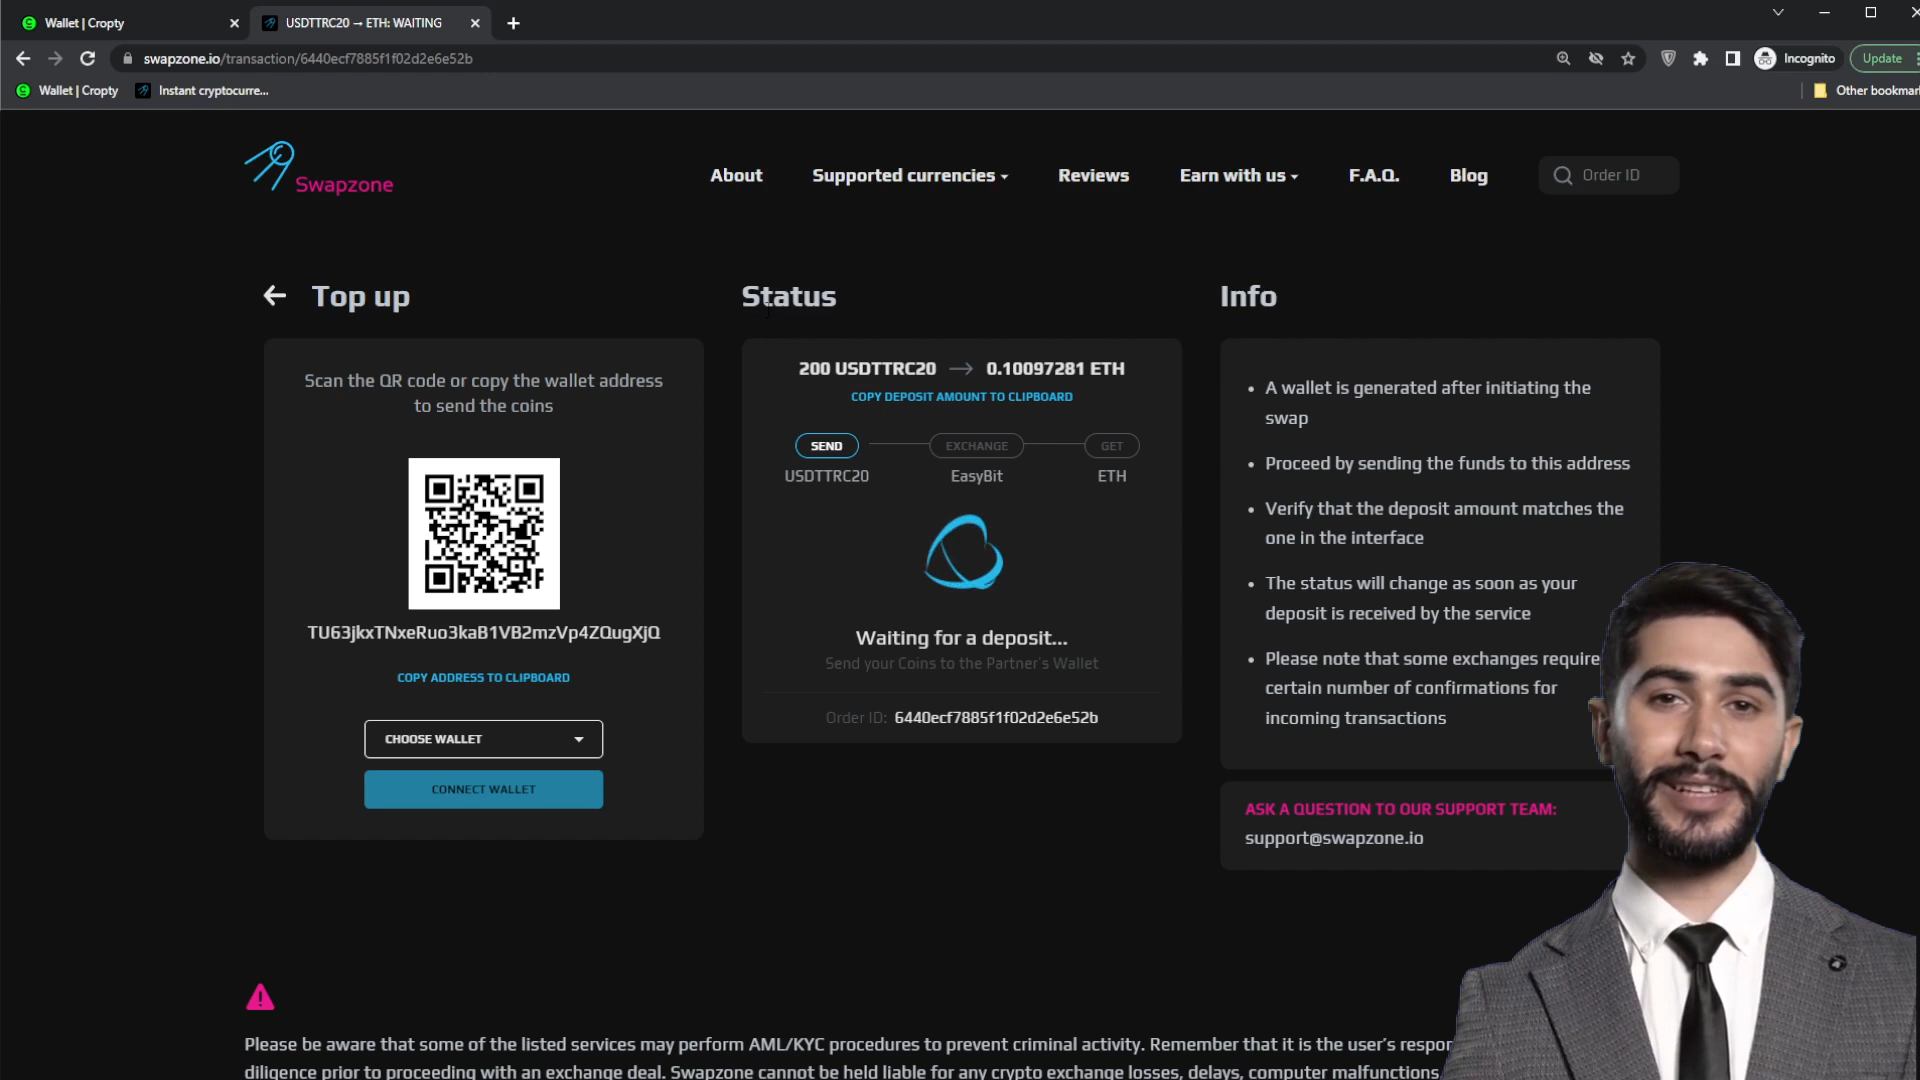 Wallet | Cropty
USDTTRC20 → ETH: WAITING
swapzone.io/transaction/6440ecf7885f1f02d2e6e52b
Incognito
Update
Wallet | Cropty
Instant cryptocurre...
Other bookmar
Swapzone
About
Supported currencies
Reviews
Earn with us
F.A.Q.
Blog
Order ID
Top up
Scan the QR code or copy the wallet address
to send the coins
TU63jkxTNxeRuo3kaB1VB2mzVp4ZQugXjQ
COPY ADDRESS TO CLIPBOARD
CHOOSE WALLET
CONNECT WALLET
Status
200 USDTTRC20 → 0.10097281 ETH
COPY DEPOSIT AMOUNT TO CLIPBOARD
SEND
EXCHANGE
GET
USDTTRC20
EasyBit
ETH
Waiting for a deposit...
Send your Coins to the Partner's Wallet
Order ID: 6440ecf7885f1f02d2e6e52b
Info
• A wallet is generated after initiating the
swap
• Proceed by sending the funds to this address
• Verify that the deposit amount matches the
one in the interface
• The status will change as soon as your
deposit is received by the service
• Please note that some exchanges require
certain number of confirmations for
incoming transactions
ASK A QUESTION TO OUR SUPPORT TEAM:
support@swapzone.io
Please be aware that some of the listed services may perform AML/KYC procedures to prevent criminal activity. Remember that it is the user's respor
diligence prior to proceeding with an exchange deal. Swapzone cannot be held liable for any crypto exchange losses, delays, computer malfunctions,